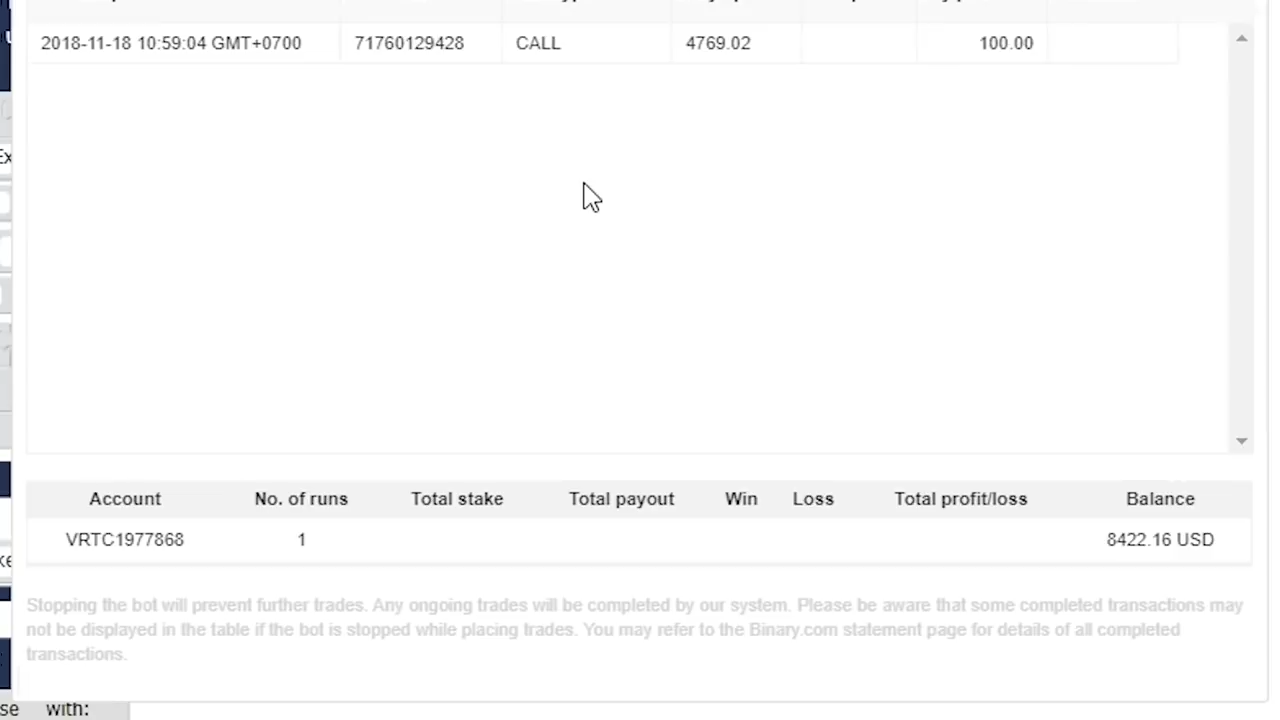 2018-11-18 10:59:04 GMT+0700 71760129428 CALL 4769.02 100.00
Account No. of runs Total stake Total payout Win Loss Total profit/loss Balance
VRTC1977868 1 8422.16 USD
Stopping the bot will prevent further trades. Any ongoing trades will be completed by our system. Please be aware that some completed transactions may
not be displayed in the table if the bot is stopped while placing trades. You may refer to the Binary.com statement page for details of all completed
transactions.
with: